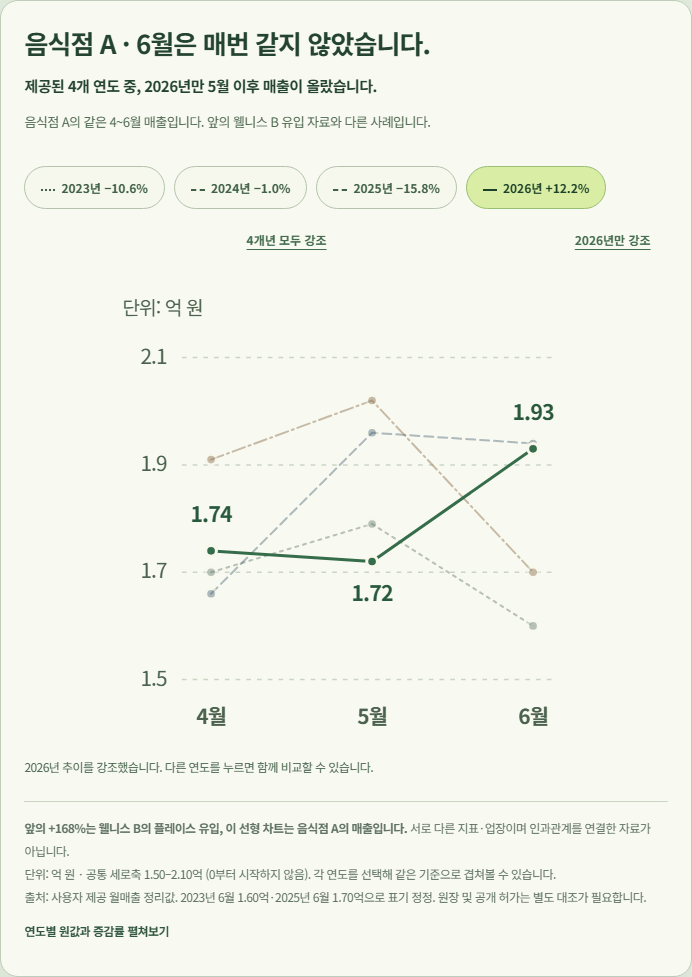 음식점 A · 6월은 매번 같지 않았습니다.
제공된 4개 연도 중, 2026년만 5월 이후 매출이 올랐습니다.
음식점 A의 같은 4~6월 매출입니다. 앞의 웰니스 B 유입 자료와 다른 사례입니다.
2023년 −10.6%
2024년 −1.0%
2025년 −15.8%
2026년 +12.2%
4개년 모두 강조
2026년만 강조
단위: 억 원
2.1
1.93
1.9
1.74
1.7
1.72
1.5
4월
5월
6월
2026년 추이를 강조했습니다. 다른 연도를 누르면 함께 비교할 수 있습니다.
앞의 +168%는 웰니스 B의 플레이스 유입, 이 선형 차트는 음식점 A의 매출입니다. 서로 다른 지표·업장이며 인과관계를 연결한 자료가
아닙니다.
단위: 억 원 · 공통 세로축 1.50–2.10억 (0부터 시작하지 않음). 각 연도를 선택해 같은 기준으로 겹쳐볼 수 있습니다.
출처: 사용자 제공 월매출 정리값. 2023년 6월 1.60억·2025년 6월 1.70억으로 표기 정정. 원장 및 공개 허가는 별도 대조가 필요합니다.
연도별 원값과 증감률 펼쳐보기